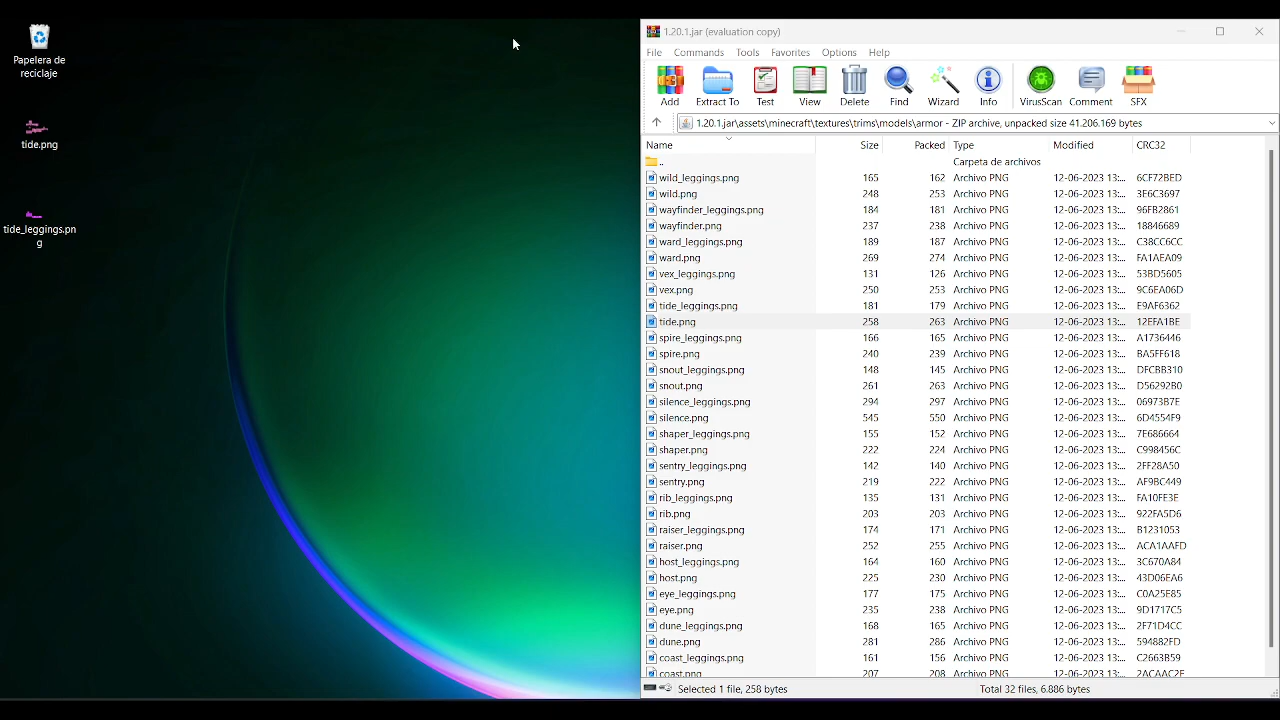 Papelera de
reciclaje
tide.png
tide_leggings.pn
g
1.20.1.jar (evaluation copy)
File Commands Tools Favorites Options Help
Add Extract To Test View Delete Find Wizard Info VirusScan Comment SFX
1.20.1.jar\assets\minecraft\textures\trims\models\armor - ZIP archive, unpacked size 41.206.169 bytes
Name Size Packed Type Modified CRC32
.. Carpeta de archivos
wild_leggings.png 165 162 Archivo PNG 12-06-2023 13:... 6CF72BED
wild.png 248 253 Archivo PNG 12-06-2023 13:... 3E6C3697
wayfinder_leggings.png 184 181 Archivo PNG 12-06-2023 13:... 96FB2861
wayfinder.png 237 238 Archivo PNG 12-06-2023 13:... 18846689
ward_leggings.png 189 187 Archivo PNG 12-06-2023 13:... C38CC6CC
ward.png 269 274 Archivo PNG 12-06-2023 13:... FA1AEA09
vex_leggings.png 131 126 Archivo PNG 12-06-2023 13:... 53BD5605
vex.png 250 253 Archivo PNG 12-06-2023 13:... 9C6EA06D
tide_leggings.png 181 179 Archivo PNG 12-06-2023 13:... E9AF6362
tide.png 258 263 Archivo PNG 12-06-2023 13:... 12EFA1BE
spire_leggings.png 166 165 Archivo PNG 12-06-2023 13:... A1736446
spire.png 240 239 Archivo PNG 12-06-2023 13:... BA5FF618
snout_leggings.png 148 145 Archivo PNG 12-06-2023 13:... DFCBB310
snout.png 261 263 Archivo PNG 12-06-2023 13:... D56292B0
silence_leggings.png 294 297 Archivo PNG 12-06-2023 13:... 06973B7E
silence.png 545 550 Archivo PNG 12-06-2023 13:... 6D4554F9
shaper_leggings.png 155 152 Archivo PNG 12-06-2023 13:... 7E686664
shaper.png 222 224 Archivo PNG 12-06-2023 13:... C998456C
sentry_leggings.png 142 140 Archivo PNG 12-06-2023 13:... 2FF28A50
sentry.png 219 222 Archivo PNG 12-06-2023 13:... AF9BC449
rib_leggings.png 135 131 Archivo PNG 12-06-2023 13:... FA10FE3E
rib.png 203 203 Archivo PNG 12-06-2023 13:... 922FA5D6
raiser_leggings.png 174 171 Archivo PNG 12-06-2023 13:... B1231053
raiser.png 252 255 Archivo PNG 12-06-2023 13:... ACA1AAFD
host_leggings.png 164 160 Archivo PNG 12-06-2023 13:... 3C670A84
host.png 225 230 Archivo PNG 12-06-2023 13:... 43D06EA6
eye_leggings.png 177 175 Archivo PNG 12-06-2023 13:... C0A25E85
eye.png 235 238 Archivo PNG 12-06-2023 13:... 9D1717C5
dune_leggings.png 168 165 Archivo PNG 12-06-2023 13:... 2F71D4CC
dune.png 281 286 Archivo PNG 12-06-2023 13:... 594882FD
coast_leggings.png 161 156 Archivo PNG 12-06-2023 13:... C2663B59
coast.png 207 208 Archivo PNG 12-06-2023 13:... 2CAAC2F
Selected 1 file, 258 bytes Total 32 files, 6.886 bytes